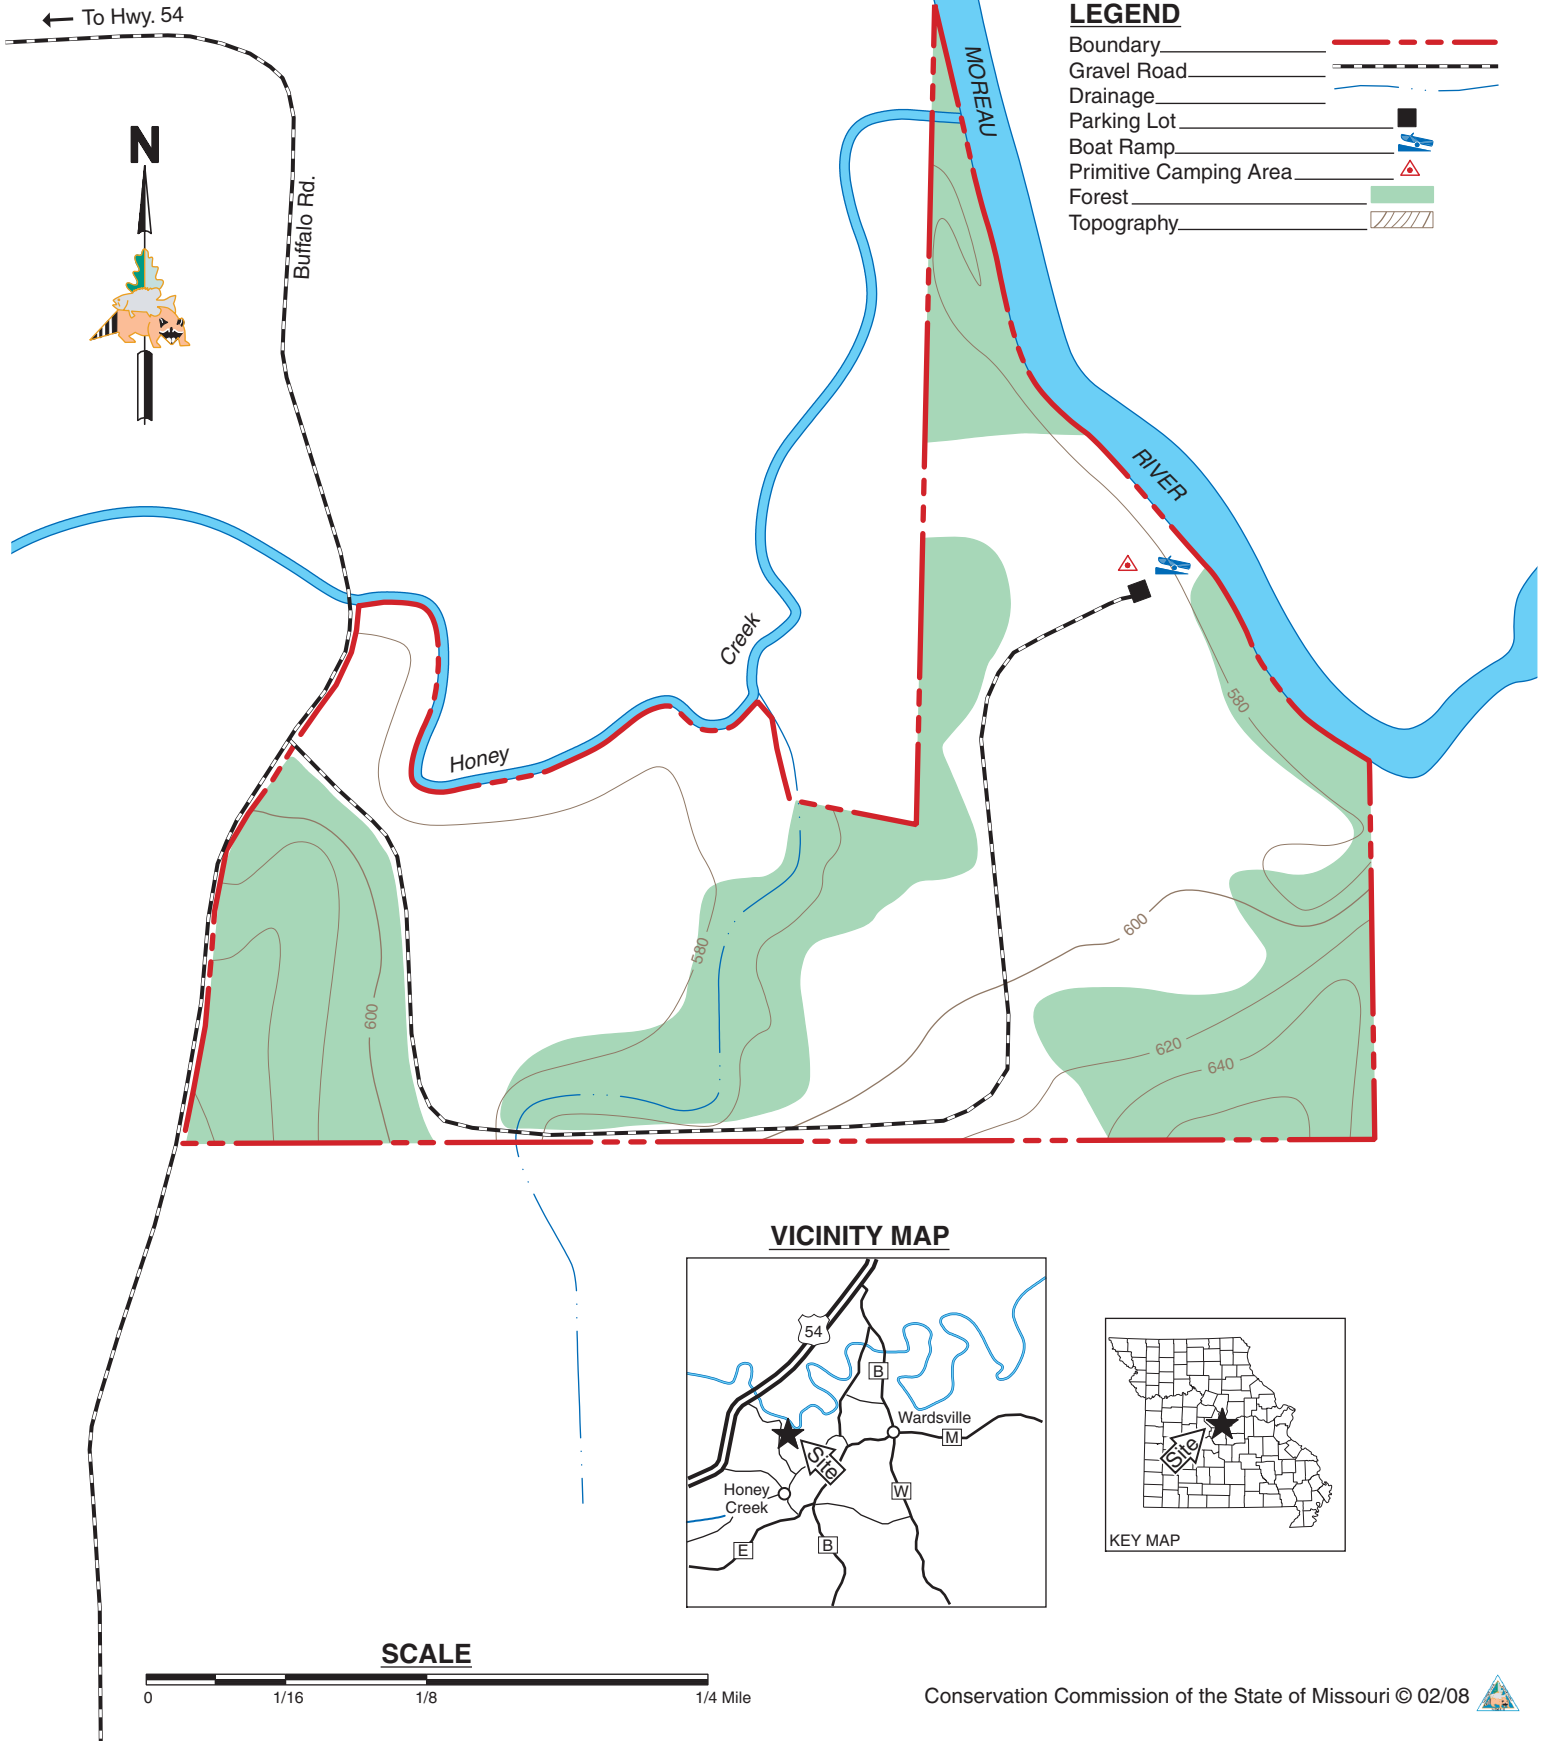 To Hwy. 54
LEGEND
Boundary
Gravel Road
Drainage
Parking Lot
Boat Ramp
Primitive Camping Area
Forest
Topography
N
Buffalo Rd.
MOREAU
RIVER
Creek
Honey
580
580
600
600
620
640
VICINITY MAP
54
B
Wardsville
M
Site
Honey
Creek
W
E
B
Site
KEY MAP
SCALE
0 1/16 1/8 1/4 Mile
Conservation Commission of the State of Missouri © 02/08